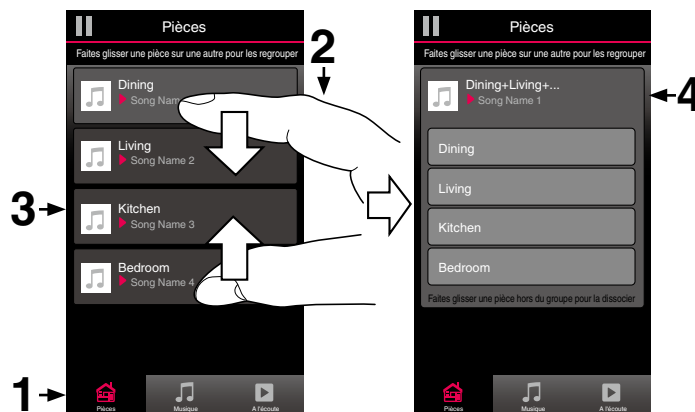 Pièces
Faites glisser une pièce sur une autre pour les regrouper
2
Dining
Song Nam
Living
Song Name 2
3
Kitchen
Song Name 3
Bedroom
Song Name 4
1
Pièces
Musique
A l'écoute
Pièces
Faites glisser une pièce sur une autre pour les regrouper
Dining+Living+...
Song Name 1
4
Dining
Living
Kitchen
Bedroom
Faites glisser une pièce hors du groupe pour la dissocier
Pièces
Musique
A l'écoute